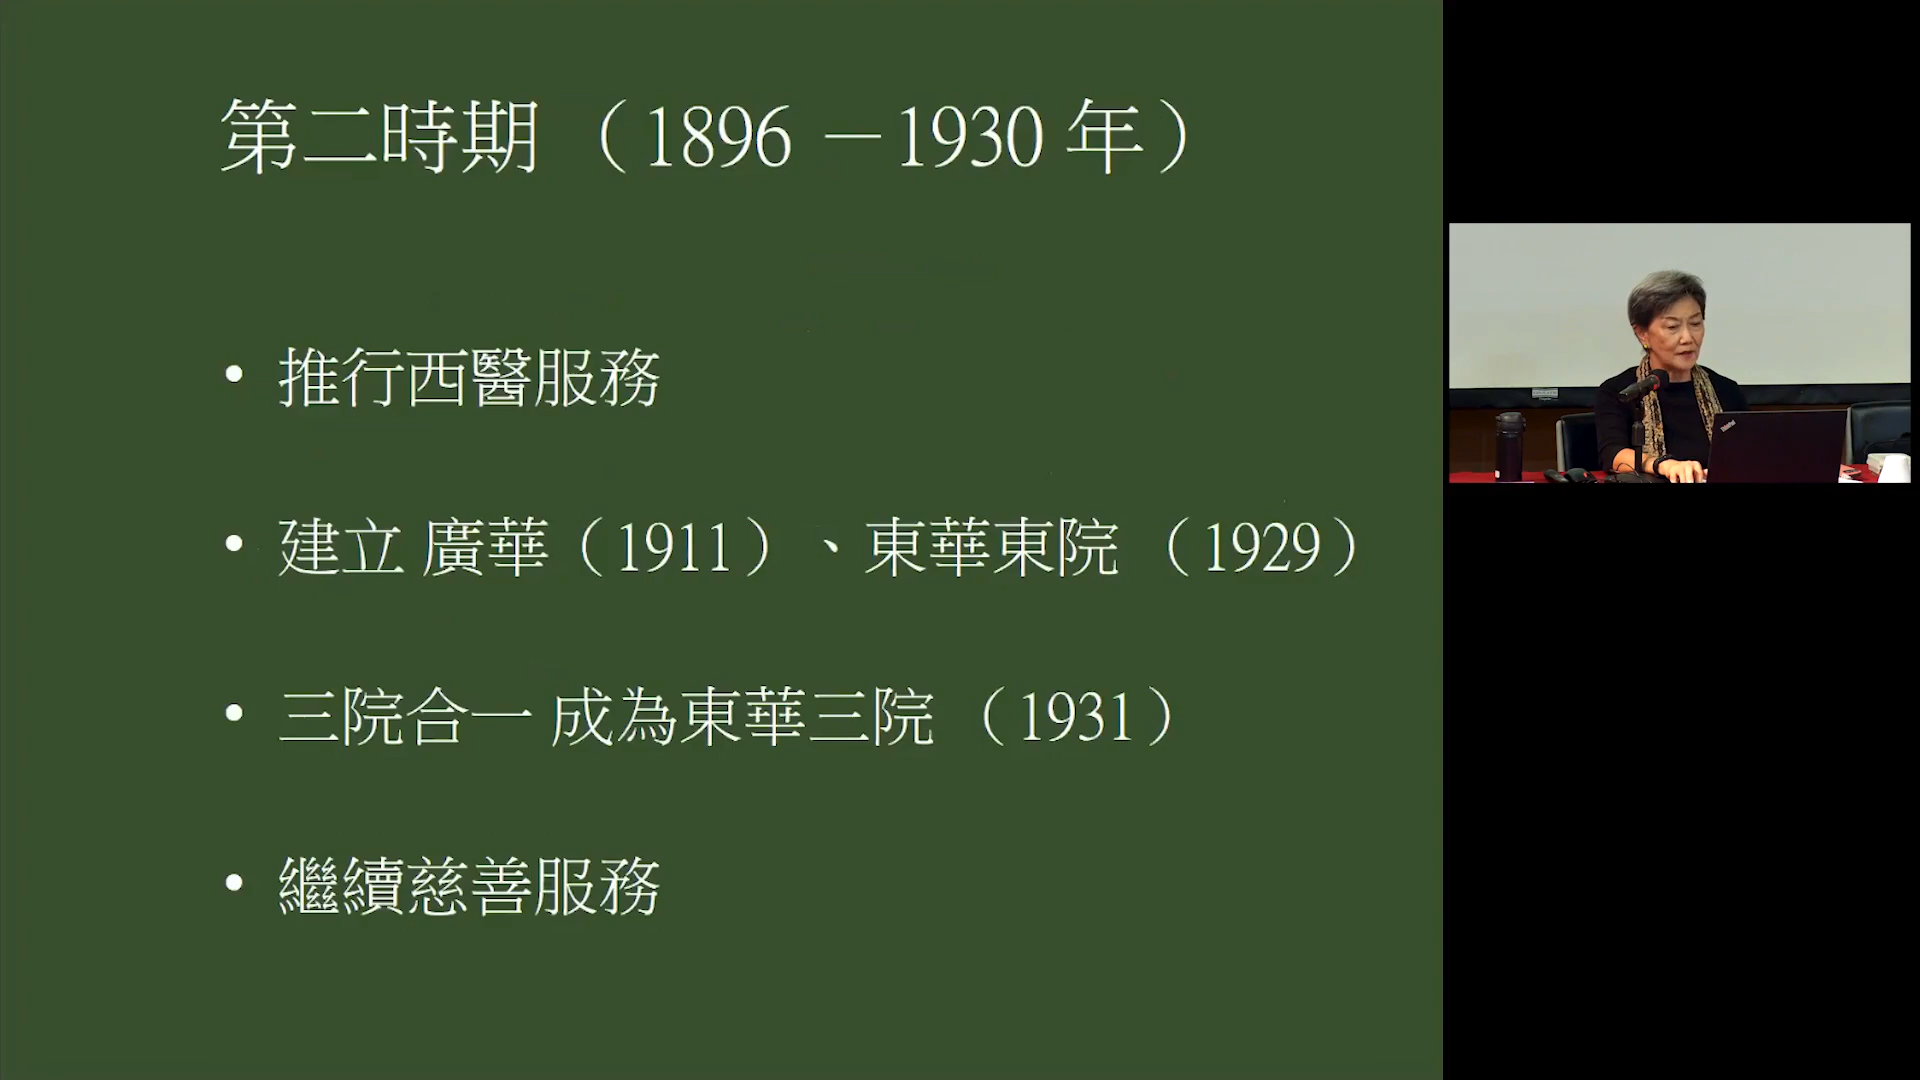 第二時期 （1896 －1930 年）
• 推行西醫服務
• 建立 廣華（1911）、東華東院 （1929）
• 三院合一 成為東華三院 （1931）
• 繼續慈善服務
ThinkPad